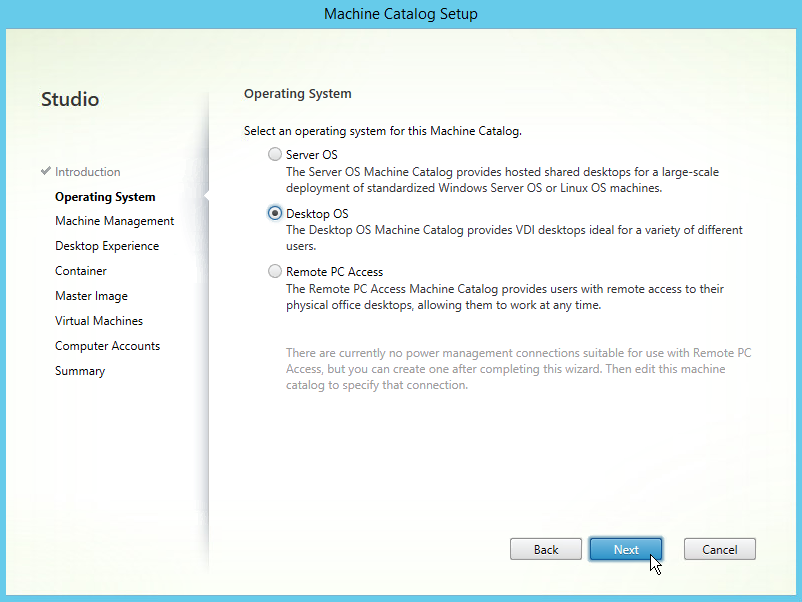 Machine Catalog Setup
Studio
Introduction
Operating System
Machine Management
Desktop Experience
Container
Master Image
Virtual Machines
Computer Accounts
Summary
Operating System
Select an operating system for this Machine Catalog.
Server OS
The Server OS Machine Catalog provides hosted shared desktops for a large-scale
deployment of standardized Windows Server OS or Linux OS machines.
Desktop OS
The Desktop OS Machine Catalog provides VDI desktops ideal for a variety of different
users.
Remote PC Access
The Remote PC Access Machine Catalog provides users with remote access to their
physical office desktops, allowing them to work at any time.
There are currently no power management connections suitable for use with Remote PC
Access, but you can create one after completing this wizard. Then edit this machine
catalog to specify that connection.
Back
Next
Cancel